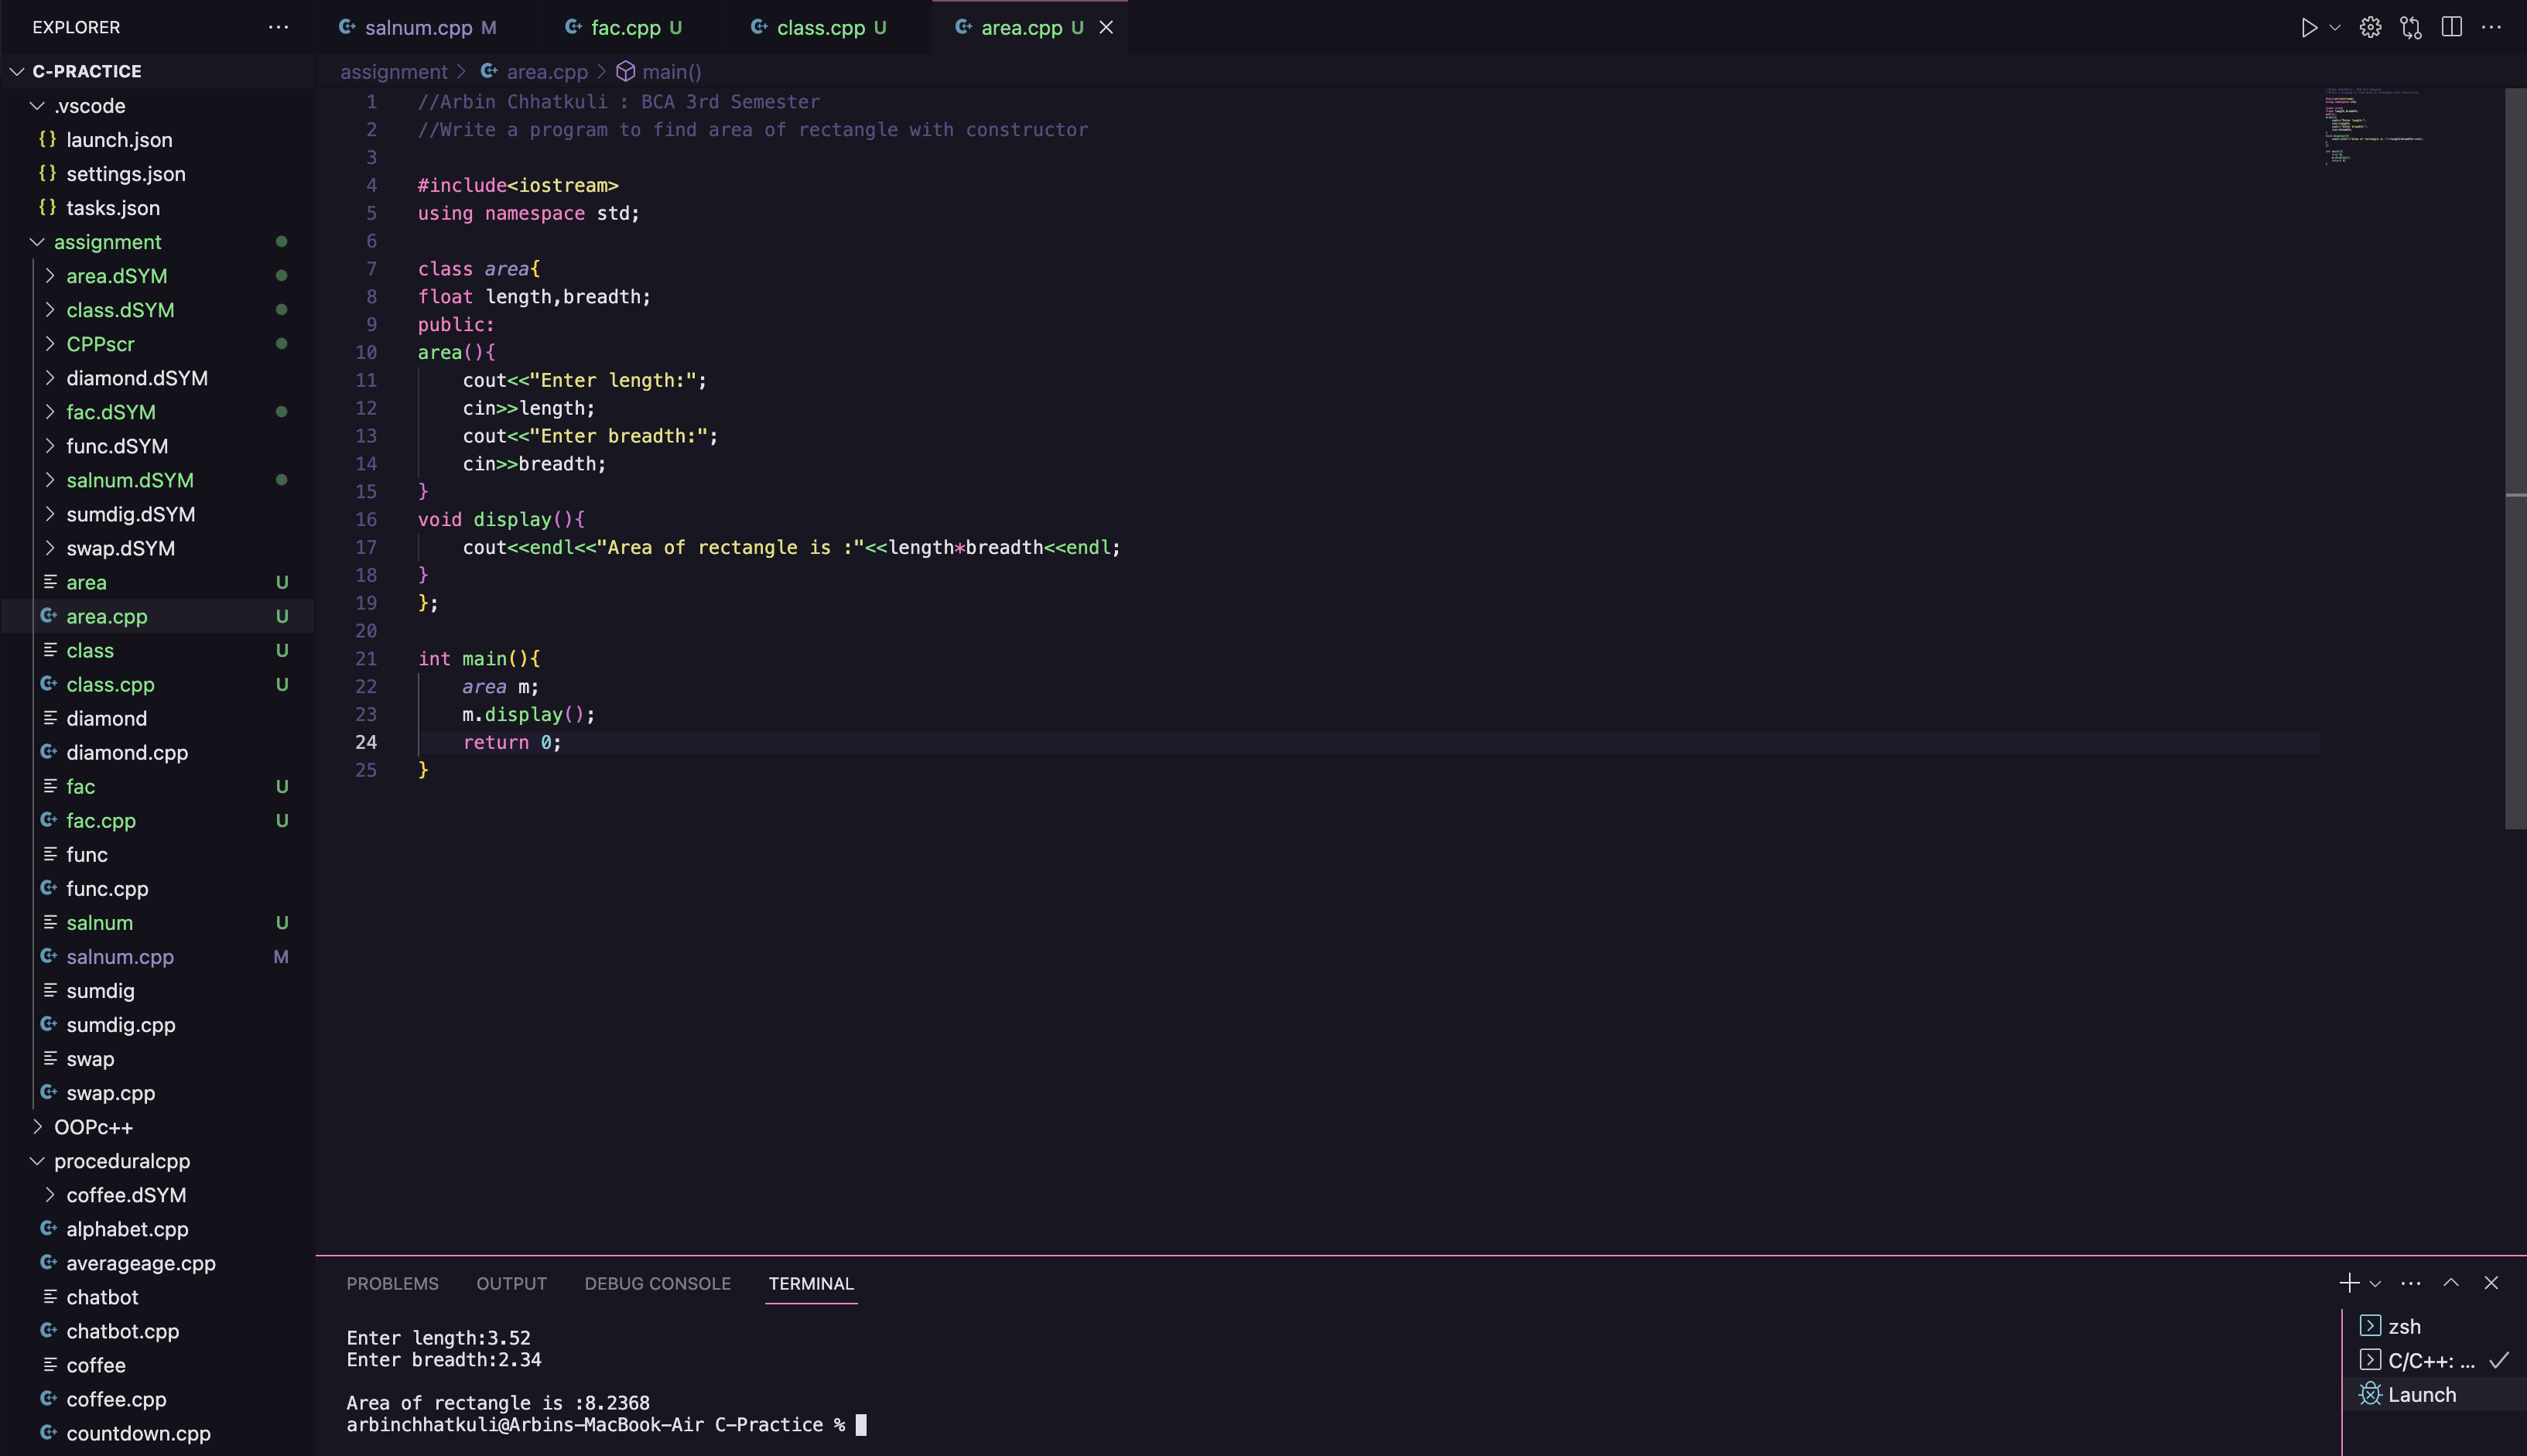 EXPLORER
C-PRACTICE
.vscode
{} launch.json
{} settings.json
{} tasks.json
assignment
area.dSYM
class.dSYM
CPPscr
diamond.dSYM
fac.dSYM
func.dSYM
salnum.dSYM
sumdig.dSYM
swap.dSYM
area U
area.cpp U
class U
class.cpp U
diamond
diamond.cpp
fac U
fac.cpp U
func
func.cpp
salnum U
salnum.cpp M
sumdig
sumdig.cpp
swap
swap.cpp
OOPc++
proceduralcpp
coffee.dSYM
alphabet.cpp
averageage.cpp
chatbot
chatbot.cpp
coffee
coffee.cpp
countdown.cpp
salnum.cpp M fac.cpp U class.cpp U area.cpp U
assignment > area.cpp > main()
1 //Arbin Chhatkuli : BCA 3rd Semester
2 //Write a program to find area of rectangle with constructor
3
4 #include<iostream>
5 using namespace std;
6
7 class area{
8 float length,breadth;
9 public:
10 area(){
11 cout<<"Enter length:";
12 cin>>length;
13 cout<<"Enter breadth:";
14 cin>>breadth;
15 }
16 void display(){
17 cout<<endl<<"Area of rectangle is :"<<length*breadth<<endl;
18 }
19 };
20
21 int main(){
22 area m;
23 m.display();
24 return 0;
25 }
PROBLEMS OUTPUT DEBUG CONSOLE TERMINAL
Enter length:3.52
Enter breadth:2.34
Area of rectangle is :8.2368
arbinchhatkuli@Arbins-MacBook-Air C-Practice %
zsh
C/C++: ...
Launch